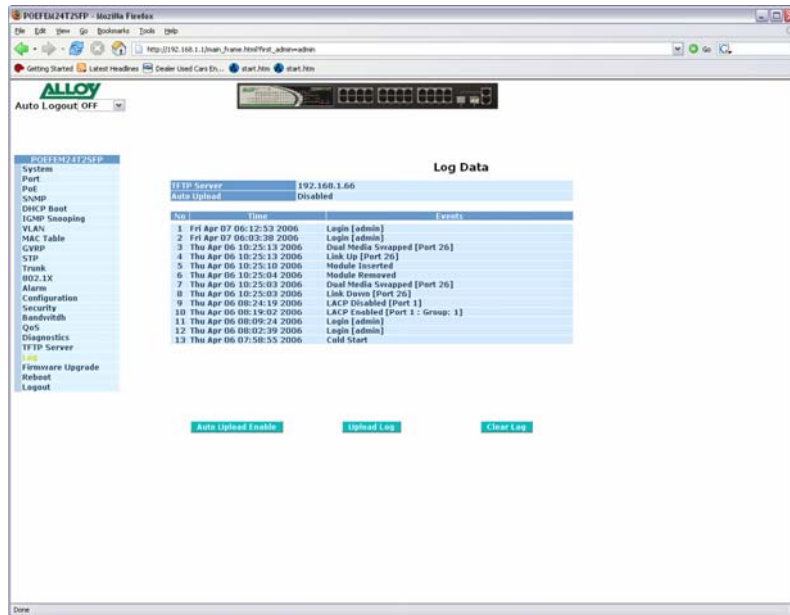 POEFEM24T2SFP - Mozilla Firefox
File Edit View Go Bookmarks Tools Help
http://192.168.1.1/main_frame.html?first_admin=admin
Getting Started Latest Headlines Dealer Used Cars En... start.htm start.htm
ALLOY
Auto Logout OFF
POEFEM24T2SFP
System
Port
PoE
SNMP
DHCP Boot
IGMP Snooping
VLAN
MAC Table
GVRP
STP
Trunk
802.1X
Alarm
Configuration
Security
Bandwitdh
QoS
Diagnostics
TFTP Server
Log
Firmware Upgrade
Reboot
Logout
Log Data
TFTP Server 192.168.1.66
Auto Upload Disabled
No Time Events
1 Fri Apr 07 06:12:53 2006 Login [admin]
2 Fri Apr 07 06:03:38 2006 Login [admin]
3 Thu Apr 06 10:25:13 2006 Dual Media Swapped [Port 26]
4 Thu Apr 06 10:25:13 2006 Link Up [Port 26]
5 Thu Apr 06 10:25:10 2006 Module Inserted
6 Thu Apr 06 10:25:04 2006 Module Removed
7 Thu Apr 06 10:25:03 2006 Dual Media Swapped [Port 26]
8 Thu Apr 06 10:25:03 2006 Link Down [Port 26]
9 Thu Apr 06 08:24:19 2006 LACP Disabled [Port 1]
10 Thu Apr 06 08:19:02 2006 LACP Enabled [Port 1 : Group: 1]
11 Thu Apr 06 08:09:24 2006 Login [admin]
12 Thu Apr 06 08:02:39 2006 Login [admin]
13 Thu Apr 06 07:58:55 2006 Cold Start
Auto Upload Enable Upload Log Clear Log
Done